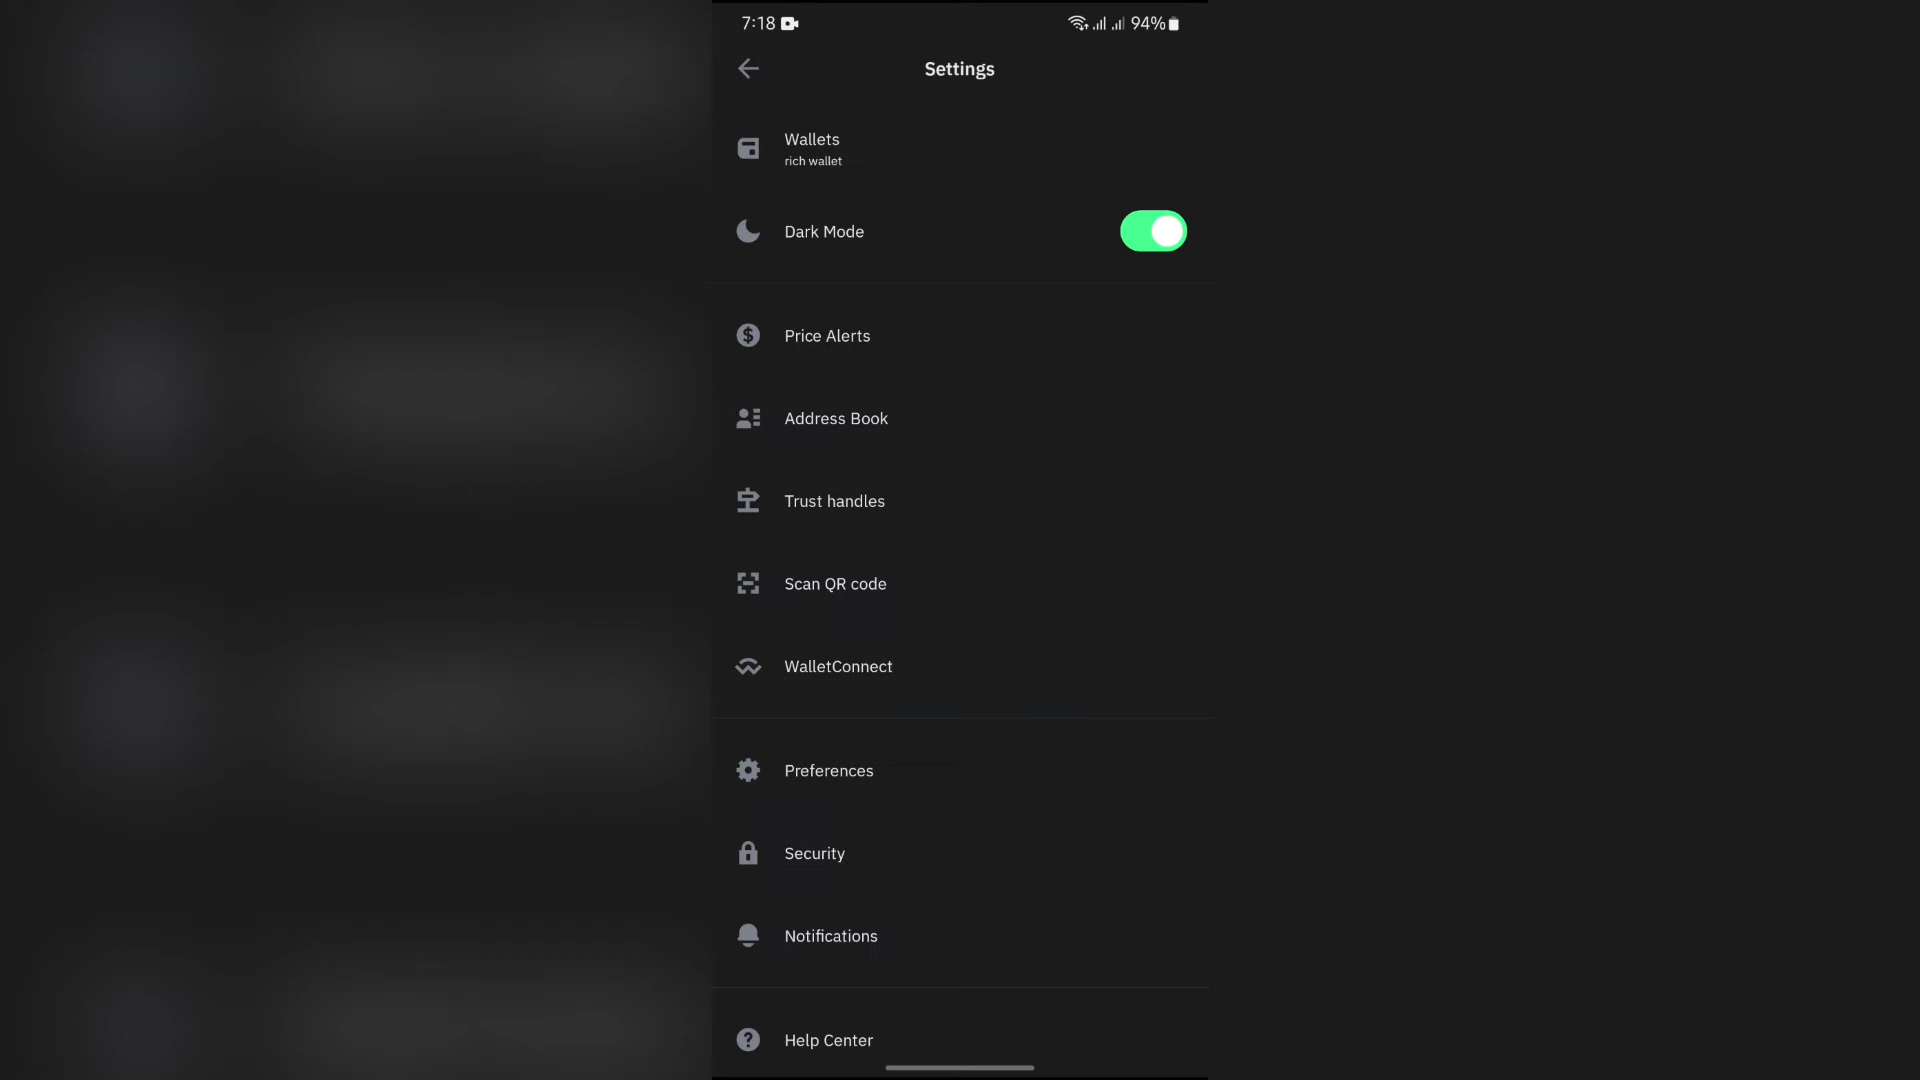 7:18
94%
Settings
Wallets
rich wallet
Dark Mode
Price Alerts
Address Book
Trust handles
Scan QR code
WalletConnect
Preferences
Security
Notifications
Help Center